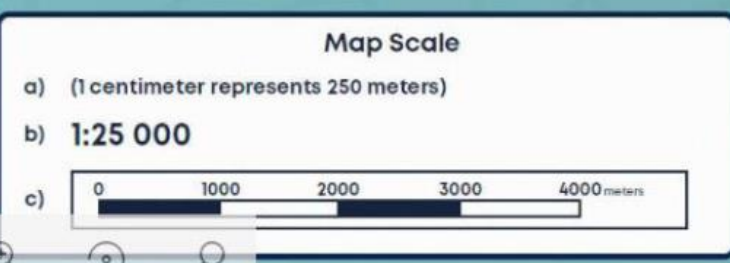 Map Scale
a) (1 centimeter represents 250 meters)
b) 1:25 000
c) 0 1000 2000 3000 4000 meters